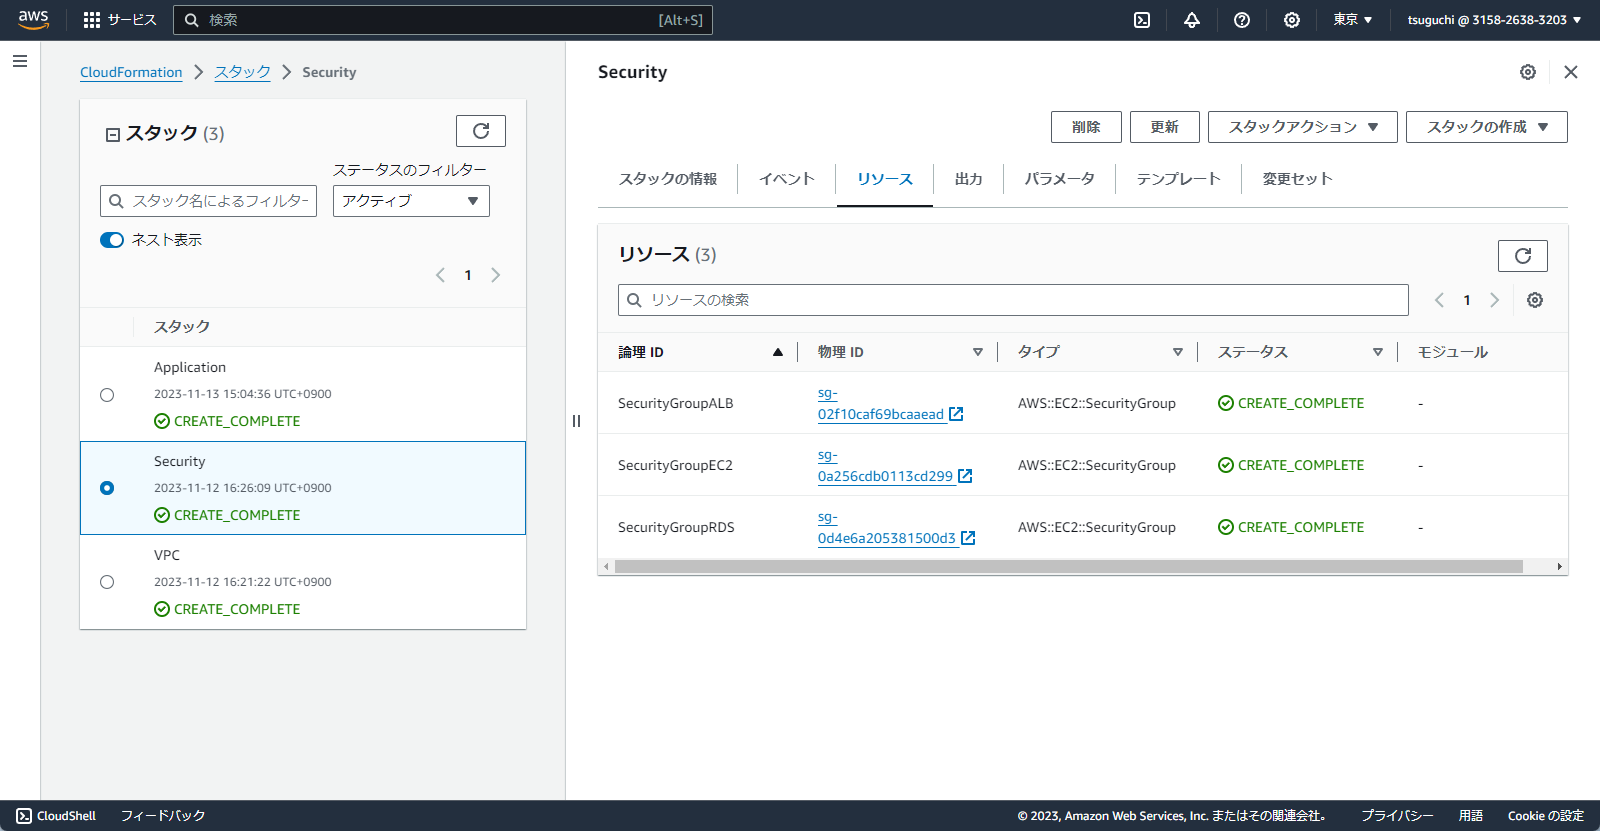 aws
サービス
検索
[Alt+S]
東京 ▼
tsuguchi @ 3158-2638-3203 ▼
CloudFormation > スタック > Security
スタック (3)
ステータスのフィルター
スタック名によるフィルター
アクティブ
ネスト表示
1
スタック
Application
2023-11-13 15:04:36 UTC+0900
CREATE_COMPLETE
Security
2023-11-12 16:26:09 UTC+0900
CREATE_COMPLETE
VPC
2023-11-12 16:21:22 UTC+0900
CREATE_COMPLETE
Security
削除
更新
スタックアクション ▼
スタックの作成 ▼
スタックの情報
イベント
リソース
出力
パラメータ
テンプレート
変更セット
リソース (3)
リソースの検索
1
論理 ID
物理 ID
タイプ
ステータス
モジュール
SecurityGroupALB
sg-
02f10caf69bcaaead
AWS::EC2::SecurityGroup
CREATE_COMPLETE
-
SecurityGroupEC2
sg-
0a256cdb0113cd299
AWS::EC2::SecurityGroup
CREATE_COMPLETE
-
SecurityGroupRDS
sg-
0d4e6a205381500d3
AWS::EC2::SecurityGroup
CREATE_COMPLETE
-
CloudShell
フィードバック
© 2023, Amazon Web Services, Inc. またはその関連会社。
プライバシー
用語
Cookie の設定